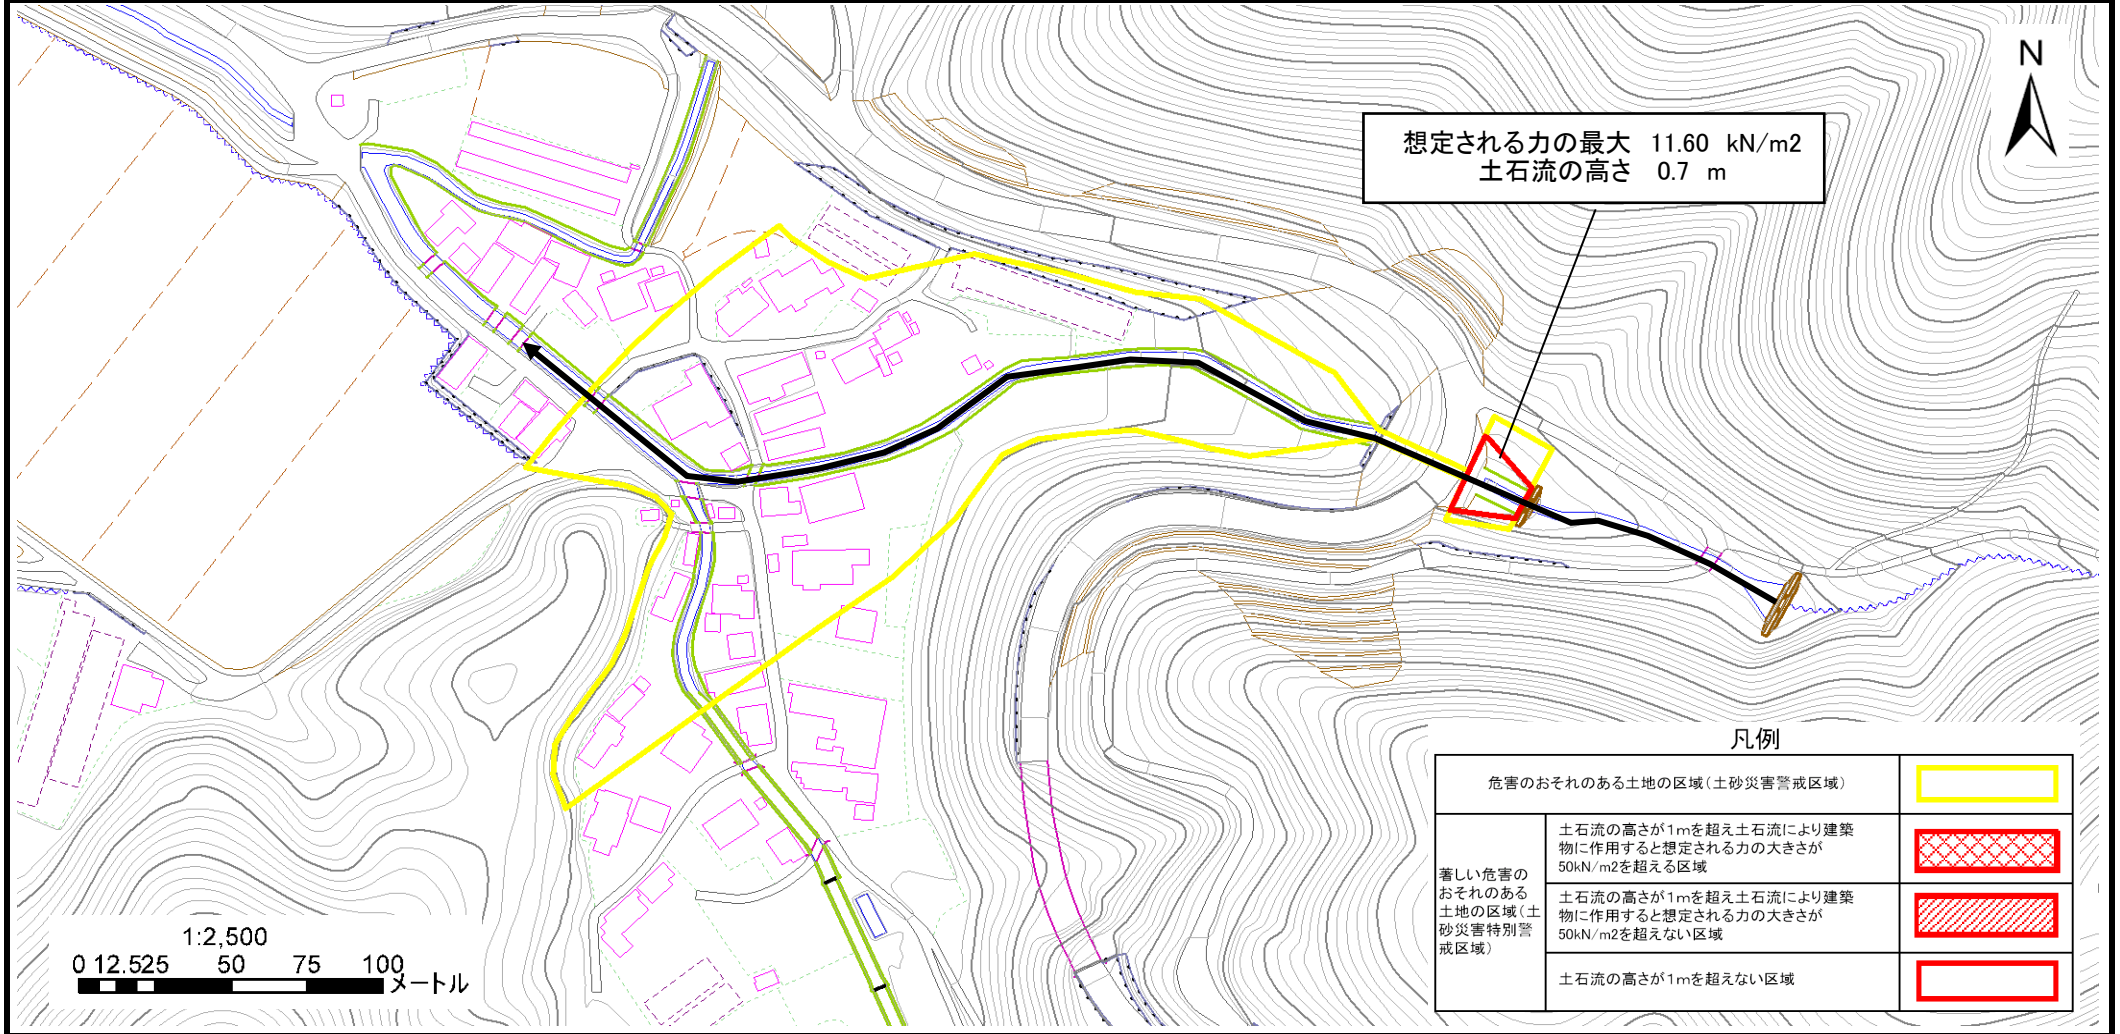 N
想定される力の最大 11.60 kN/m2
土石流の高さ 0.7 m
凡例
危害のおそれのある土地の区域(土砂災害警戒区域)
著しい危害の
おそれのある
土地の区域(土
砂災害特別警
戒区域)
土石流の高さが1mを超え土石流により建築
物に作用すると想定される力の大きさが
50kN/m2を超える区域
土石流の高さが1mを超え土石流により建築
物に作用すると想定される力の大きさが
50kN/m2を超えない区域
土石流の高さが1mを超えない区域
1:2,500
0 12.525 50 75 100
メートル